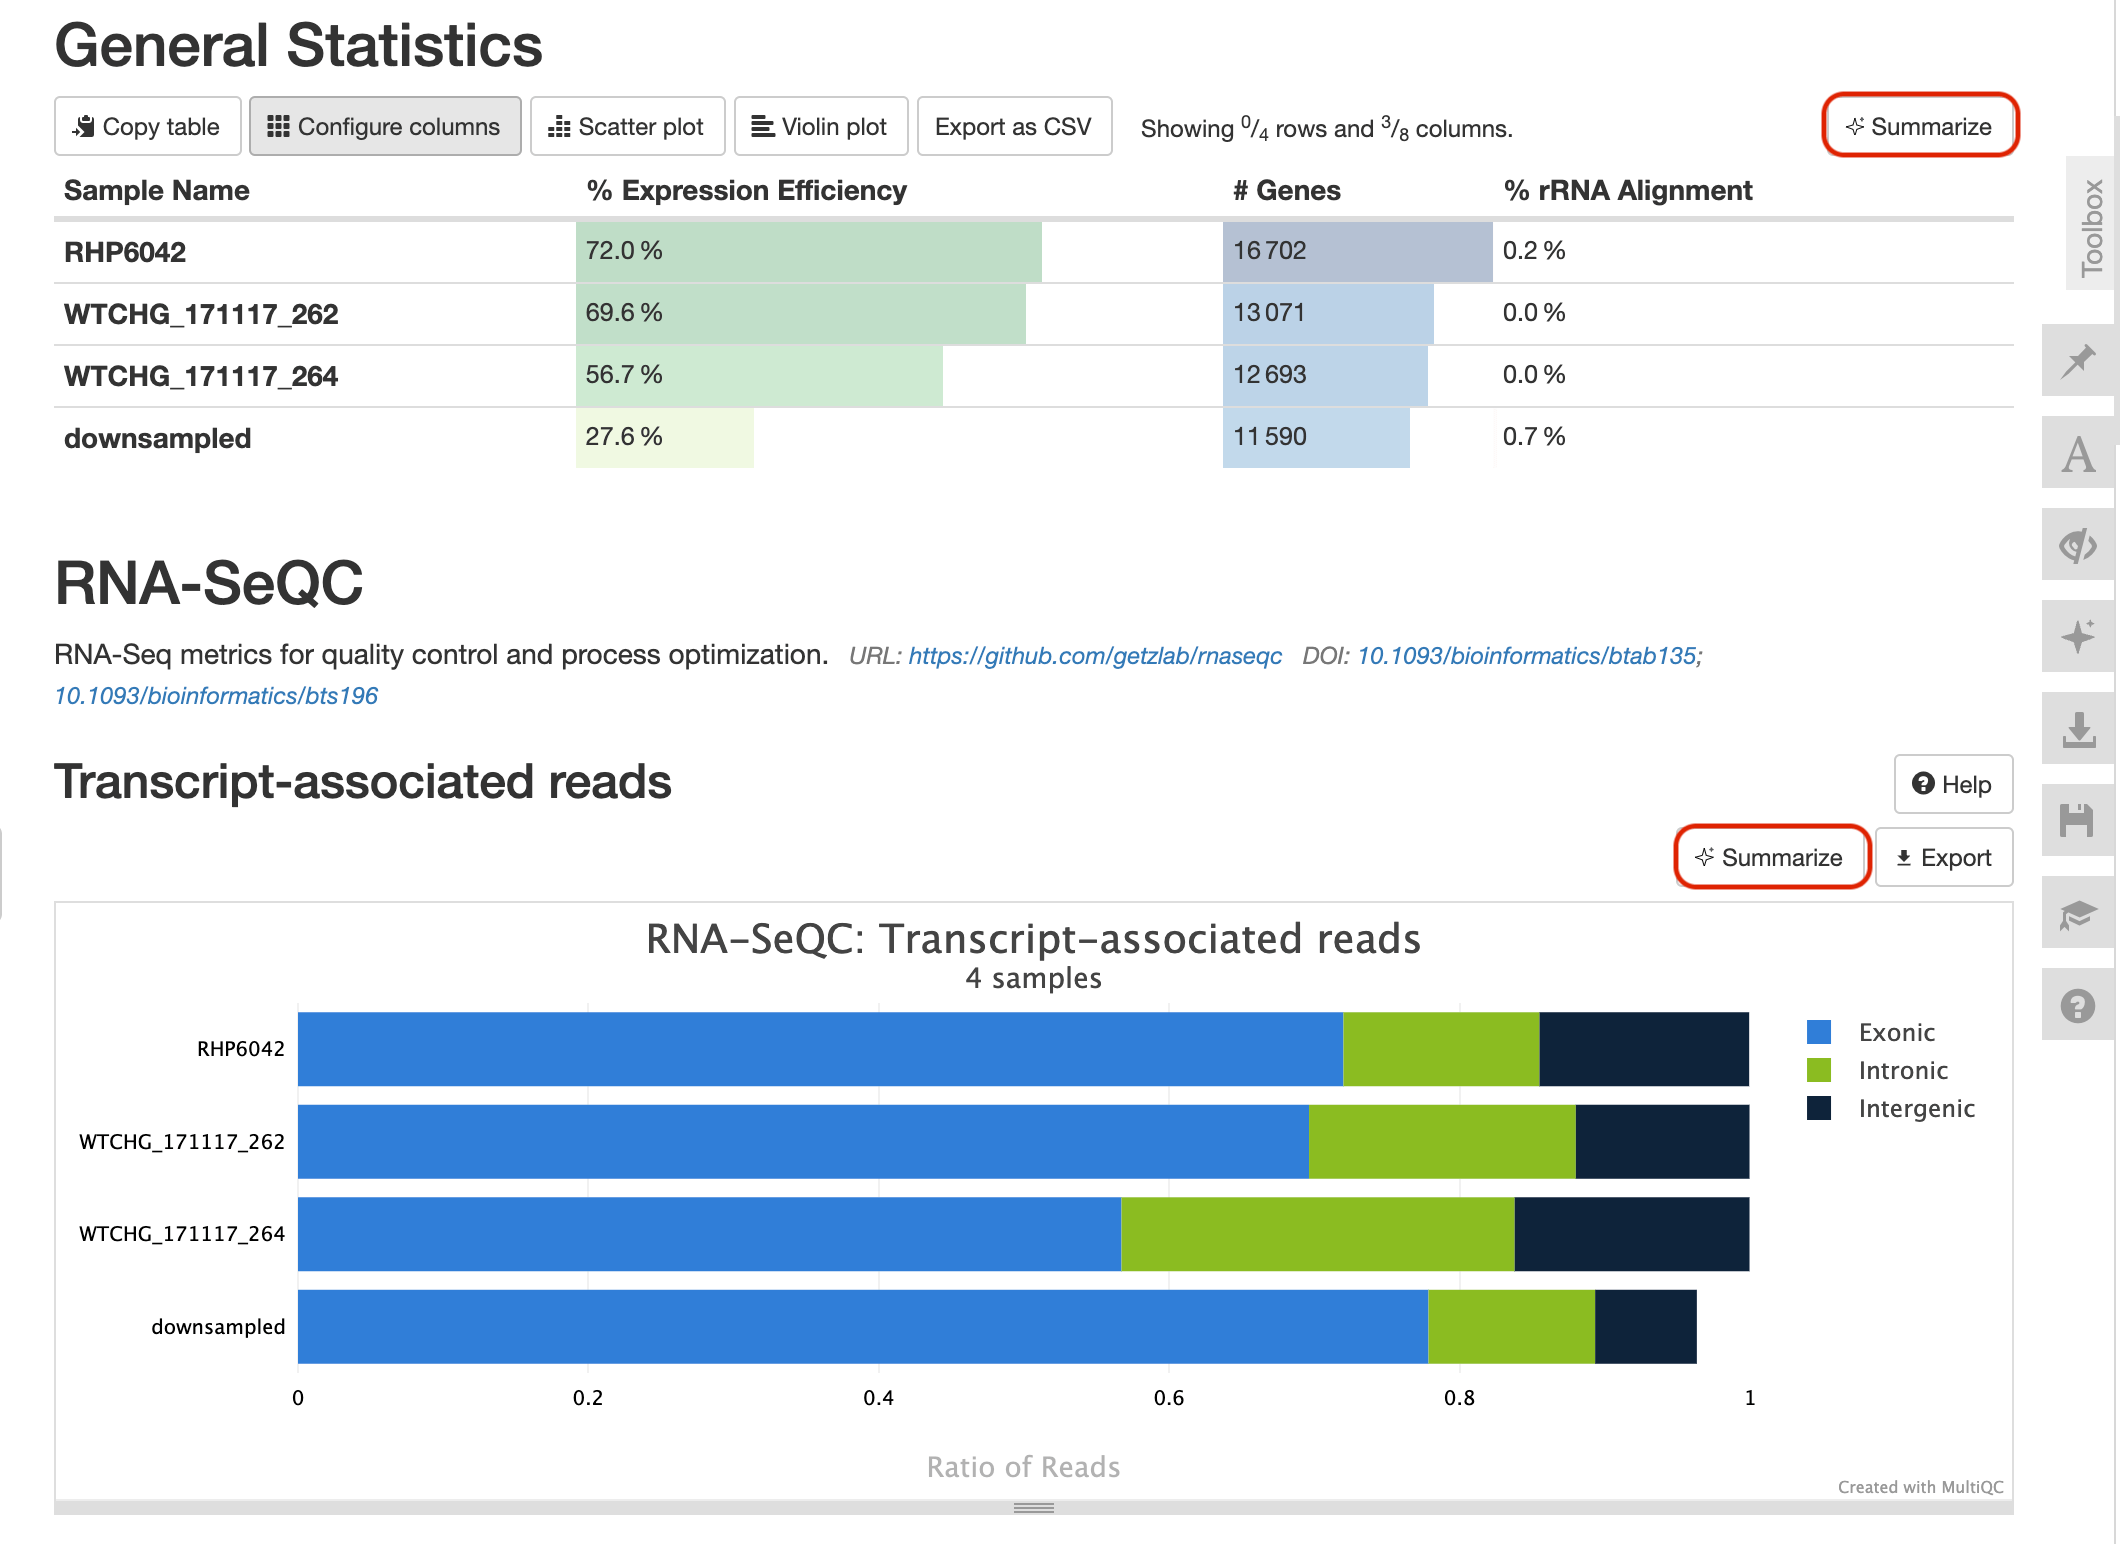 General Statistics
Copy table
Configure columns
Scatter plot
Violin plot
Export as CSV
Showing 0/4 rows and 3/8 columns.
Summarize
Sample Name % Expression Efficiency # Genes % rRNA Alignment
RHP6042 72.0 % 16 702 0.2 %
WTCHG_171117_262 69.6 % 13 071 0.0 %
WTCHG_171117_264 56.7 % 12 693 0.0 %
downsampled 27.6 % 11 590 0.7 %
Toolbox
A
RNA-SeQC
RNA-Seq metrics for quality control and process optimization. URL: https://github.com/getzlab/rnaseqc DOI: 10.1093/bioinformatics/btab135;
10.1093/bioinformatics/bts196
Transcript-associated reads
Help
Summarize
Export
RNA-SeQC: Transcript-associated reads
4 samples
RHP6042
WTCHG_171117_262
WTCHG_171117_264
downsampled
Exonic
Intronic
Intergenic
0 0.2 0.4 0.6 0.8 1
Ratio of Reads
Created with MultiQC